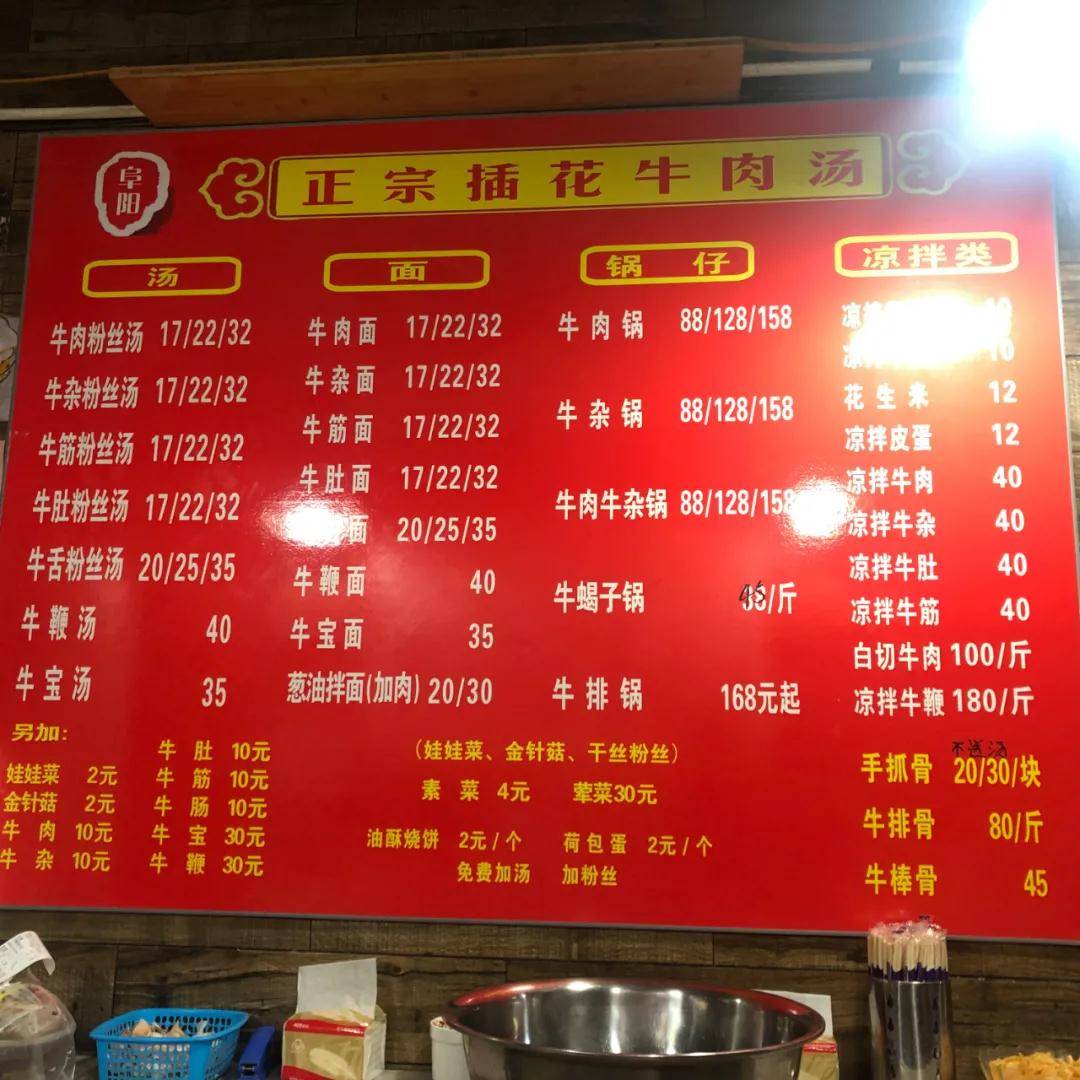 阜阳
正宗插花牛肉汤
汤
牛肉粉丝汤 17/22/32
牛杂粉丝汤 17/22/32
牛筋粉丝汤 17/22/32
牛肚粉丝汤 17/22/32
牛舌粉丝汤 20/25/35
牛鞭汤 40
牛宝汤 35
面
牛肉面 17/22/32
牛杂面 17/22/32
牛筋面 17/22/32
牛肚面 17/22/32
面 20/25/35
牛鞭面 40
牛宝面 35
葱油拌面(加肉) 20/30
锅 仔
牛肉锅 88/128/158
牛杂锅 88/128/158
牛肉牛杂锅 88/128/158
牛蝎子锅 /斤
牛排锅 168元起
凉拌类
凉 10
凉 10
花生米 12
凉拌皮蛋 12
凉拌牛肉 40
凉拌牛杂 40
凉拌牛肚 40
凉拌牛筋 40
白切牛肉 100/斤
凉拌牛鞭 180/斤
另加:
娃娃菜 2元
金针菇 2元
牛肉 10元
牛杂 10元
牛肚 10元
牛筋 10元
牛肠 10元
牛宝 30元
牛鞭 30元
(娃娃菜、金针菇、干丝粉丝)
素菜 4元 荤菜30元
油酥烧饼 2元/个 荷包蛋 2元/个
免费加汤 加粉丝
不送汤
手抓骨 20/30/块
牛排骨 80/斤
牛棒骨 45